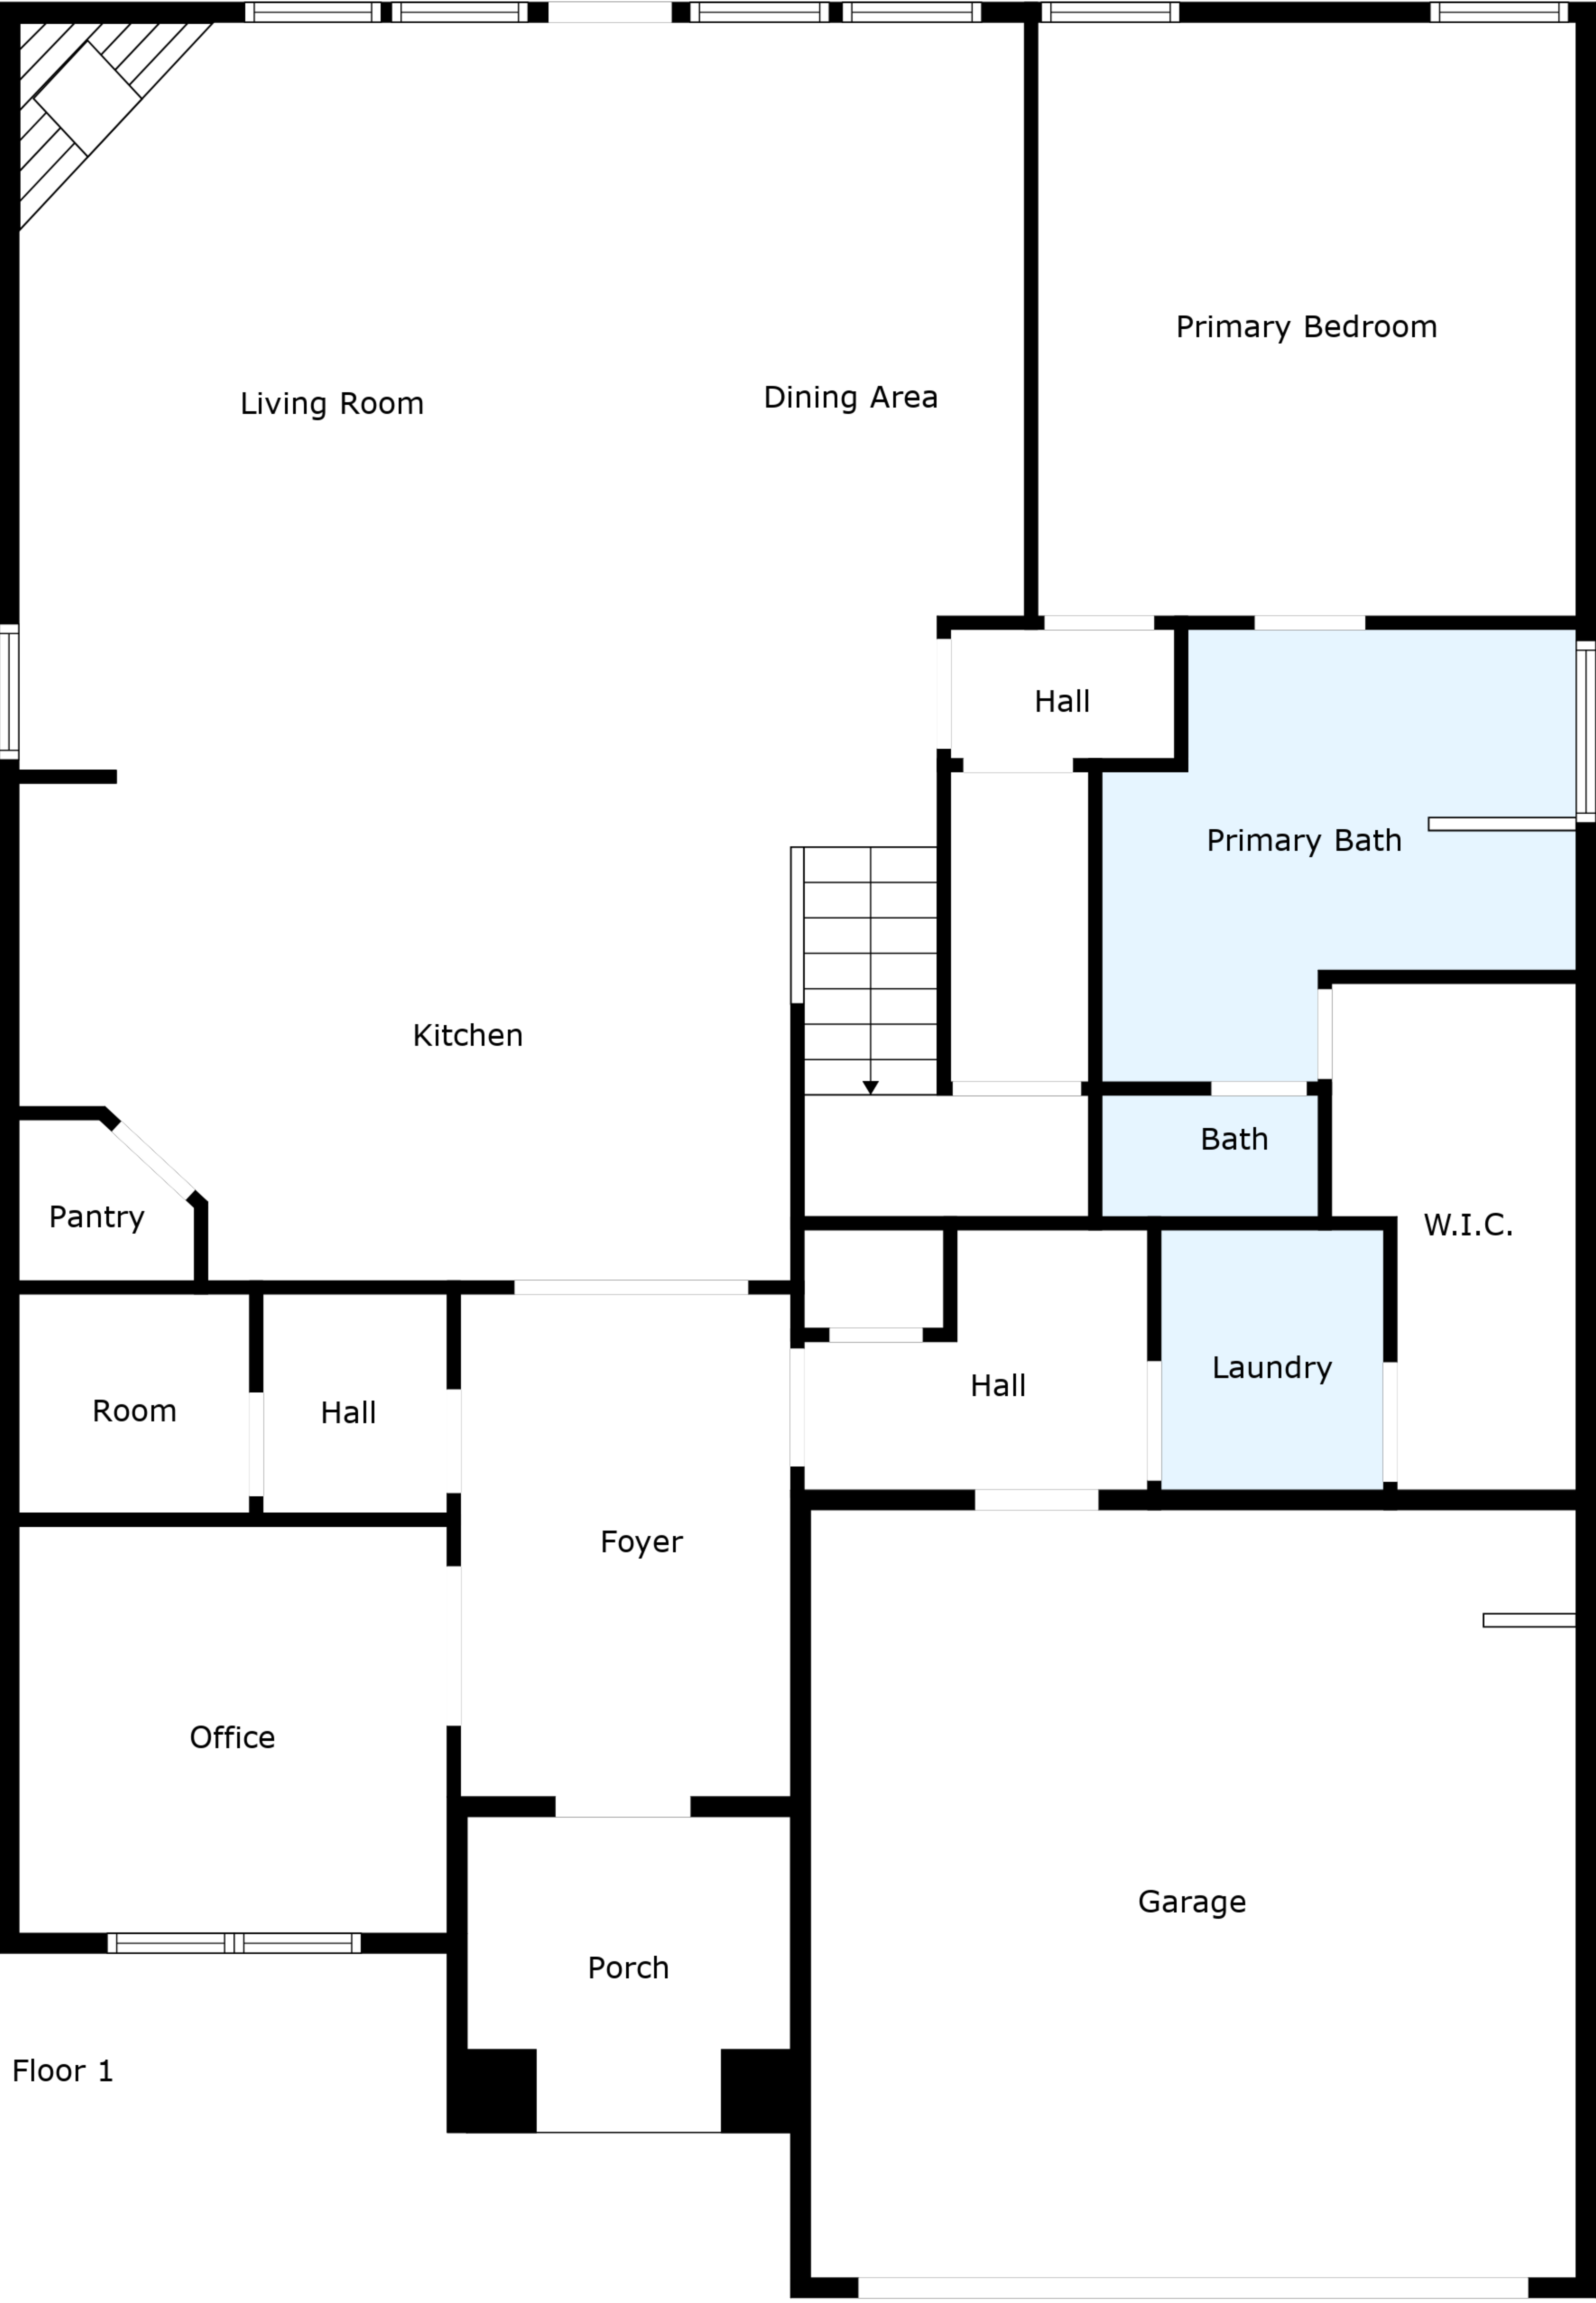 Primary Bedroom
Living Room
Dining Area
Hall
Primary Bath
Kitchen
Bath
Pantry
W.I.C.
Laundry
Hall
Room
Hall
Foyer
Office
Garage
Porch
Floor 1